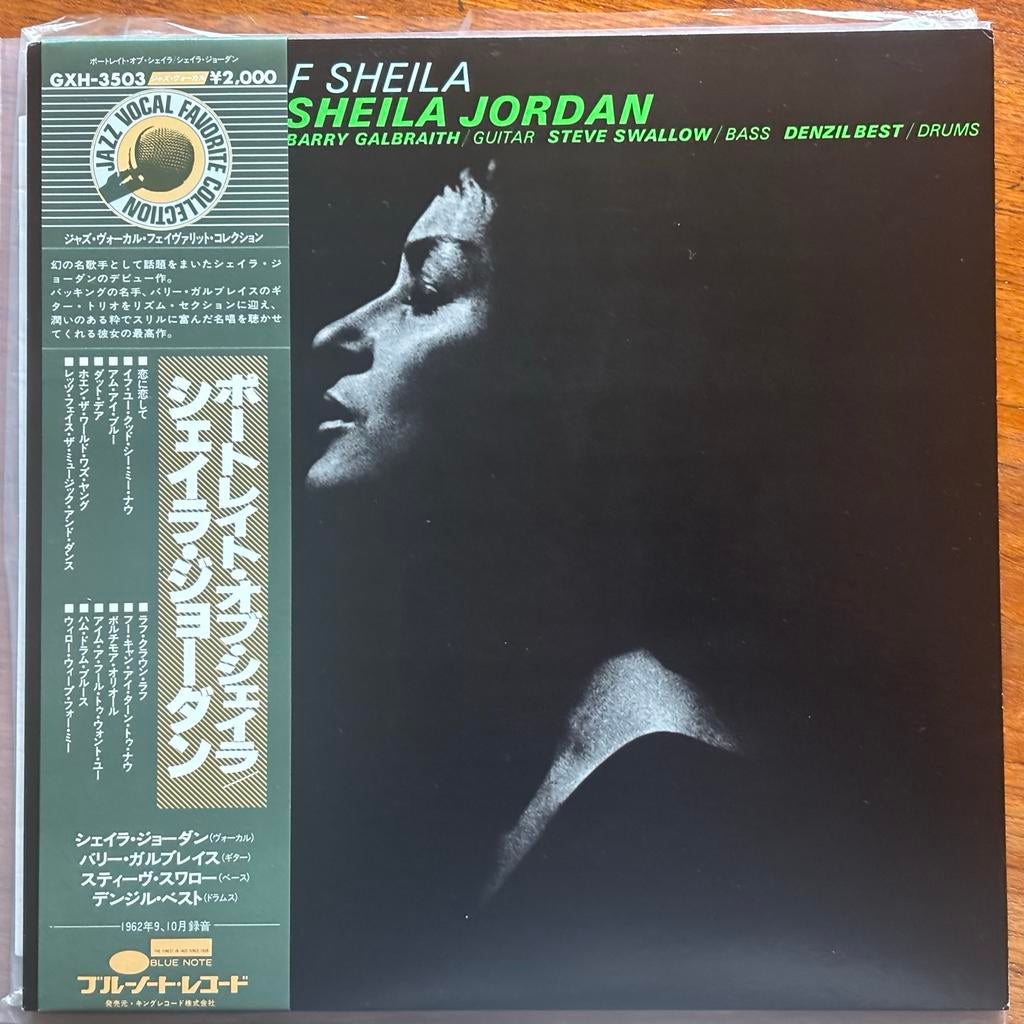 ポートレイト・オブ・シェイラ/シェイラ・ジョーダン
GXH-3503 ジャズ・ヴォーカル ¥2,000
JAZZ VOCAL FAVORITE COLLECTION
ジャズ・ヴォーカル・フェイヴァリット・コレクション
幻の名歌手として話題をまいたシェイラ・ジ
ョーダンのデビュー作。
バッキングの名手、バリー・ガルブレイスのギ
ター・トリオをリズム・セクションに迎え、
潤いのある粋でスリルに富んだ名唱を聴かせ
てくれる彼女の最高作。
ポートレイト・オブ・シェイラ/
シェイラ・ジョーダン
■恋に恋して
■イフ・ユー・クッド・シー・ミー・ナウ
■アム・アイ・ブルー
■ダット・デア
■ホエン・ザ・ワールド・ワズ・ヤング
■レッツ・フェイス・ザ・ミュージック・アンド・ダンス
■ラフ・クラウン・ラフ
■フー・キャン・アイ・ターン・トゥ・ナウ
■ボルチモア・オリオール
■アイム・ア・フール・トゥ・ウォント・ユー
■ハム・ドラム・ブルース
■ウィロー・ウィープ・フォー・ミー
シェイラ・ジョーダン(ヴォーカル)
バリー・ガルブレイス(ギター)
スティーヴ・スワロー(ベース)
デンジル・ベスト(ドラムス)
1962年9、10月録音
THE FINEST IN JAZZ SINCE 1939
BLUE NOTE
ブルーノート・レコード
発売元・キングレコード株式会社
F SHEILA
SHEILA JORDAN
BARRY GALBRAITH/GUITAR STEVE SWALLOW/BASS DENZIL BEST/DRUMS